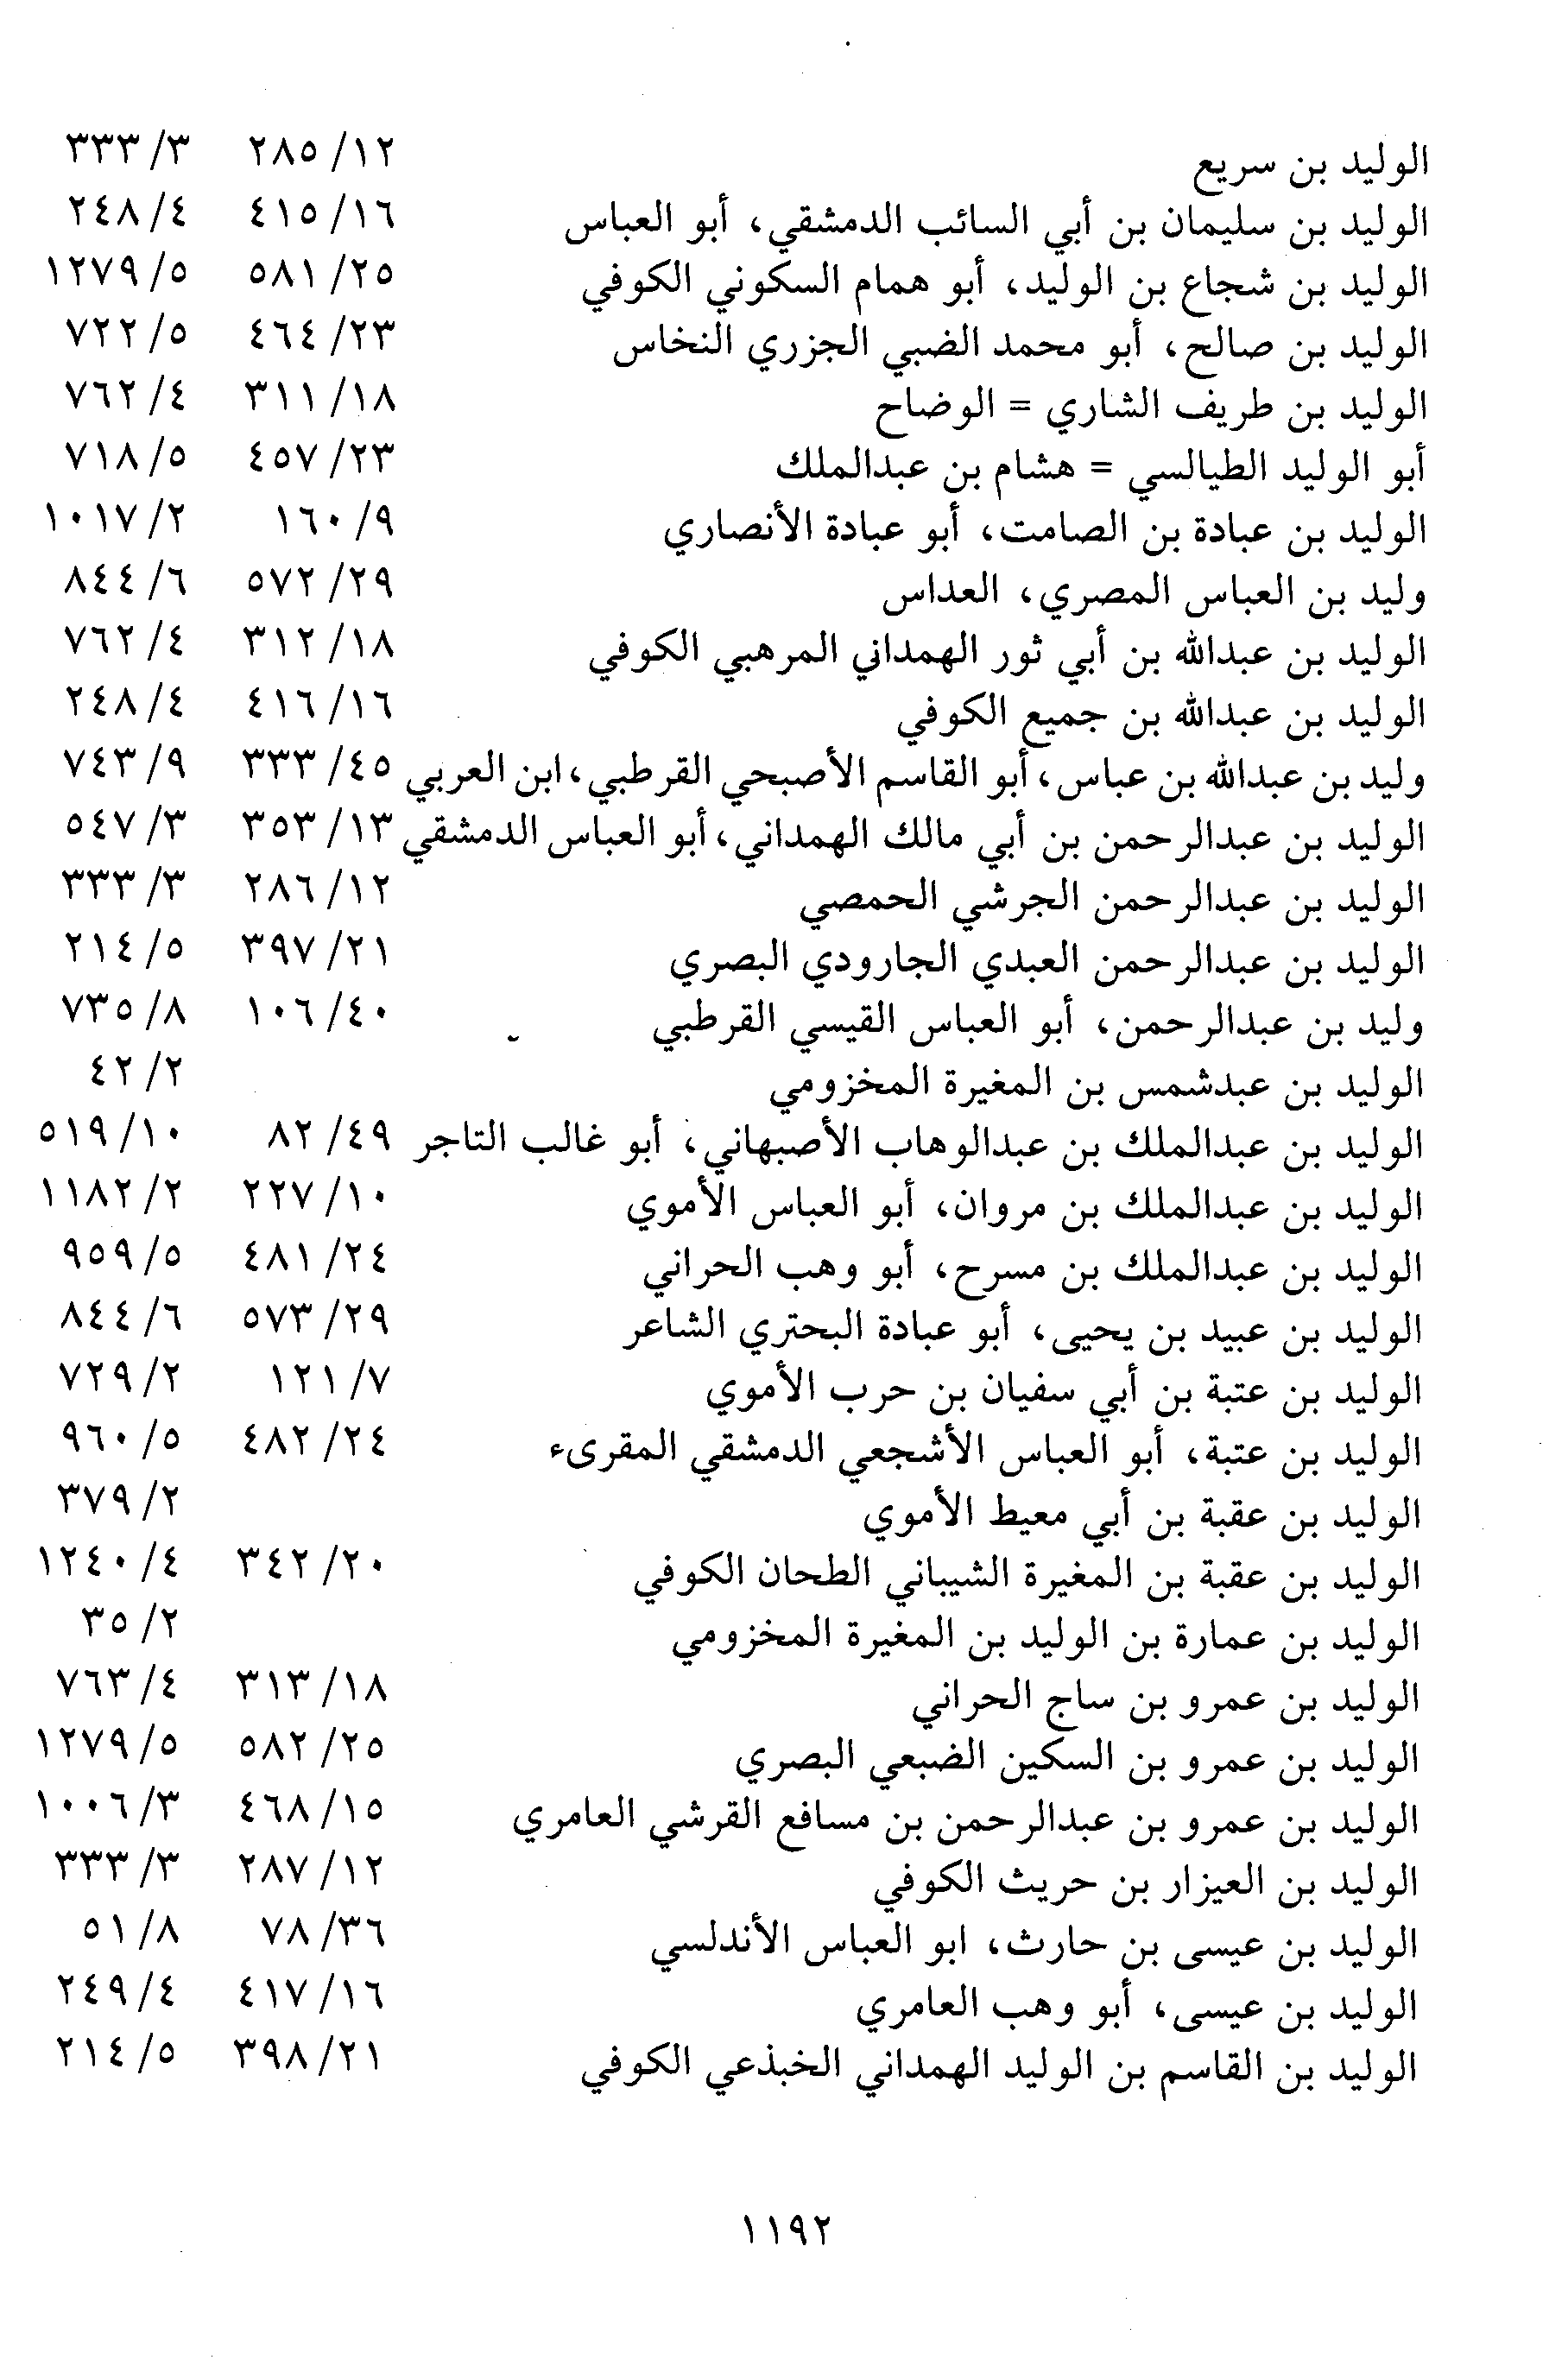 الوليد بن سريع ١٢/ ٢٨٥ ٣/ ٣٣٣
الوليد بن سليمان بن أبي السائب الدمشقي، أبو العباس ١٦/ ٤١٥ ٤/ ٢٤٨
الوليد بن شجاع بن الوليد، أبو همام السكوني الكوفي ٢٥/ ٥٨١ ٥/ ١٢٧٩
الوليد بن صالح، أبو محمد الضبي الجزري النخاس ٢٣/ ٤٦٤ ٥/ ٧٢٢
الوليد بن طريف الشاري = الوضاح ١٨/ ٣١١ ٤/ ٧٦٢
أبو الوليد الطيالسي = هشام بن عبدالملك ٢٣/ ٤٥٧ ٥/ ٧١٨
الوليد بن عبادة بن الصامت، أبو عبادة الأنصاري ٩/ ١٦٠ ٢/ ١٠١٧
وليد بن العباس المصري، العداس ٢٩/ ٥٧٢ ٦/ ٨٤٤
الوليد بن عبدالله بن أبي ثور الهمداني المرهبي الكوفي ١٨/ ٣١٢ ٤/ ٧٦٢
الوليد بن عبدالله بن جميع الكوفي ١٦/ ٤١٦ ٤/ ٢٤٨
وليد بن عبدالله بن عباس، أبو القاسم الأصبحي القرطبي، ابن العربي ٤٥/ ٣٣٣ ٩/ ٧٤٣
الوليد بن عبدالرحمن بن أبي مالك الهمداني، أبو العباس الدمشقي ١٣/ ٣٥٣ ٣/ ٥٤٧
الوليد بن عبدالرحمن الجرشي الحمصي ١٢/ ٢٨٦ ٣/ ٣٣٣
الوليد بن عبدالرحمن العبدي الجارودي البصري ٢١/ ٣٩٧ ٥/ ٢١٤
وليد بن عبدالرحمن، أبو العباس القيسي القرطبي ٤٠/ ١٠٦ ٨/ ٧٣٥
الوليد بن عبدشمس بن المغيرة المخزومي ٢/ ٤٢
الوليد بن عبدالملك بن عبدالوهاب الأصبهاني، أبو غالب التاجر ٤٩/ ٨٢ ١٠/ ٥١٩
الوليد بن عبدالملك بن مروان، أبو العباس الأموي ١٠/ ٢٢٧ ٢/ ١١٨٢
الوليد بن عبدالملك بن مسرح، أبو وهب الحراني ٢٤/ ٤٨١ ٥/ ٩٥٩
الوليد بن عبيد بن يحيى، أبو عبادة البحتري الشاعر ٢٩/ ٥٧٣ ٦/ ٨٤٤
الوليد بن عتبة بن أبي سفيان بن حرب الأموي ٧/ ١٢١ ٢/ ٧٢٩
الوليد بن عتبة، أبو العباس الأشجعي الدمشقي المقرىء ٢٤/ ٤٨٢ ٥/ ٩٦٠
الوليد بن عقبة بن أبي معيط الأموي ٢/ ٣٧٩
الوليد بن عقبة بن المغيرة الشيباني الطحان الكوفي ٢٠/ ٣٤٢ ٤/ ١٢٤٠
الوليد بن عمارة بن الوليد بن المغيرة المخزومي ٢/ ٣٥
الوليد بن عمرو بن ساج الحراني ١٨/ ٣١٣ ٤/ ٧٦٣
الوليد بن عمرو بن السكين الضبعي البصري ٢٥/ ٥٨٢ ٥/ ١٢٧٩
الوليد بن عمرو بن عبدالرحمن بن مسافع القرشي العامري ١٥/ ٤٦٨ ٣/ ١٠٠٦
الوليد بن العيزار بن حريث الكوفي ١٢/ ٢٨٧ ٣/ ٣٣٣
الوليد بن عيسى بن حارث، ابو العباس الأندلسي ٣٦/ ٧٨ ٨/ ٥١
الوليد بن عيسى، أبو وهب العامري ١٦/ ٤١٧ ٤/ ٢٤٩
الوليد بن القاسم بن الوليد الهمداني الخبذعي الكوفي ٢١/ ٣٩٨ ٥/ ٢١٤
١١٩٢